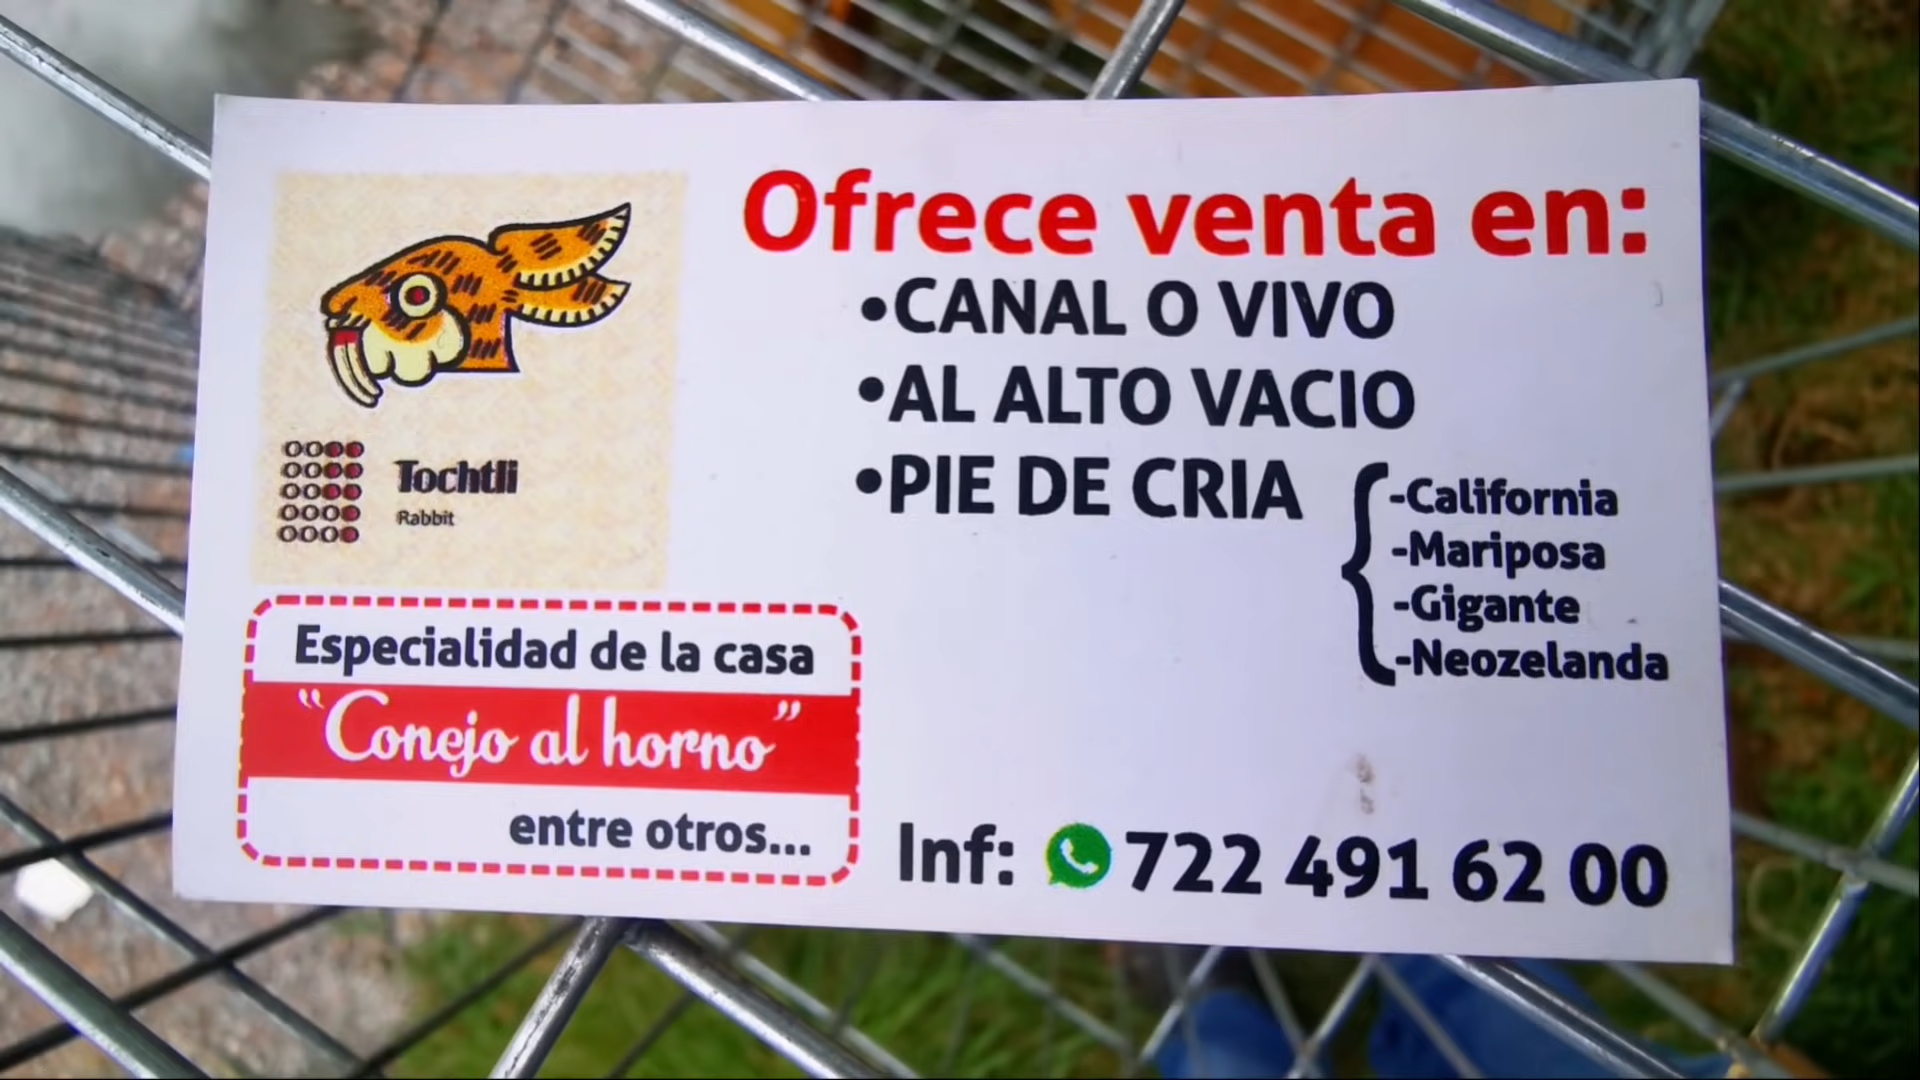 Ofrece venta en:
•CANAL O VIVO
•AL ALTO VACIO
•PIE DE CRIA
-California
-Mariposa
-Gigante
-Neozelanda
Tochtli
Rabbit
Especialidad de la casa
"Conejo al horno"
entre otros...
Inf: 722 491 62 00